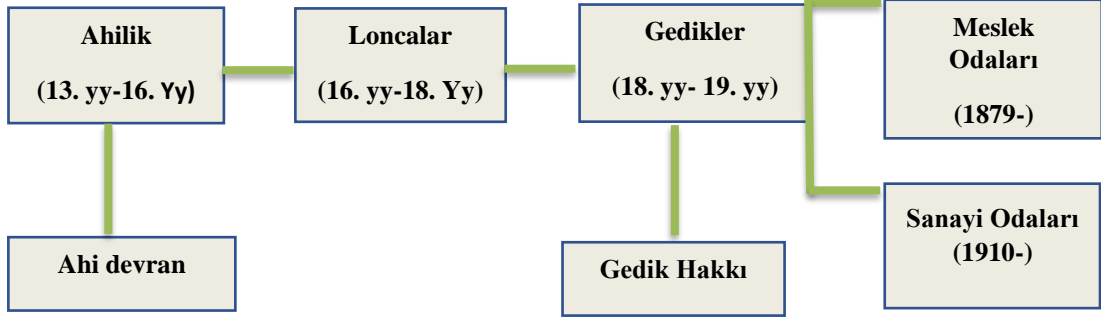 Ahilik
(13. yy-16. Yy)
Loncalar
(16. yy-18. Yy)
Gedikler
(18. yy- 19. yy)
Meslek
Odaları
(1879-)
Sanayi Odaları
(1910-)
Ahi devran
Gedik Hakkı